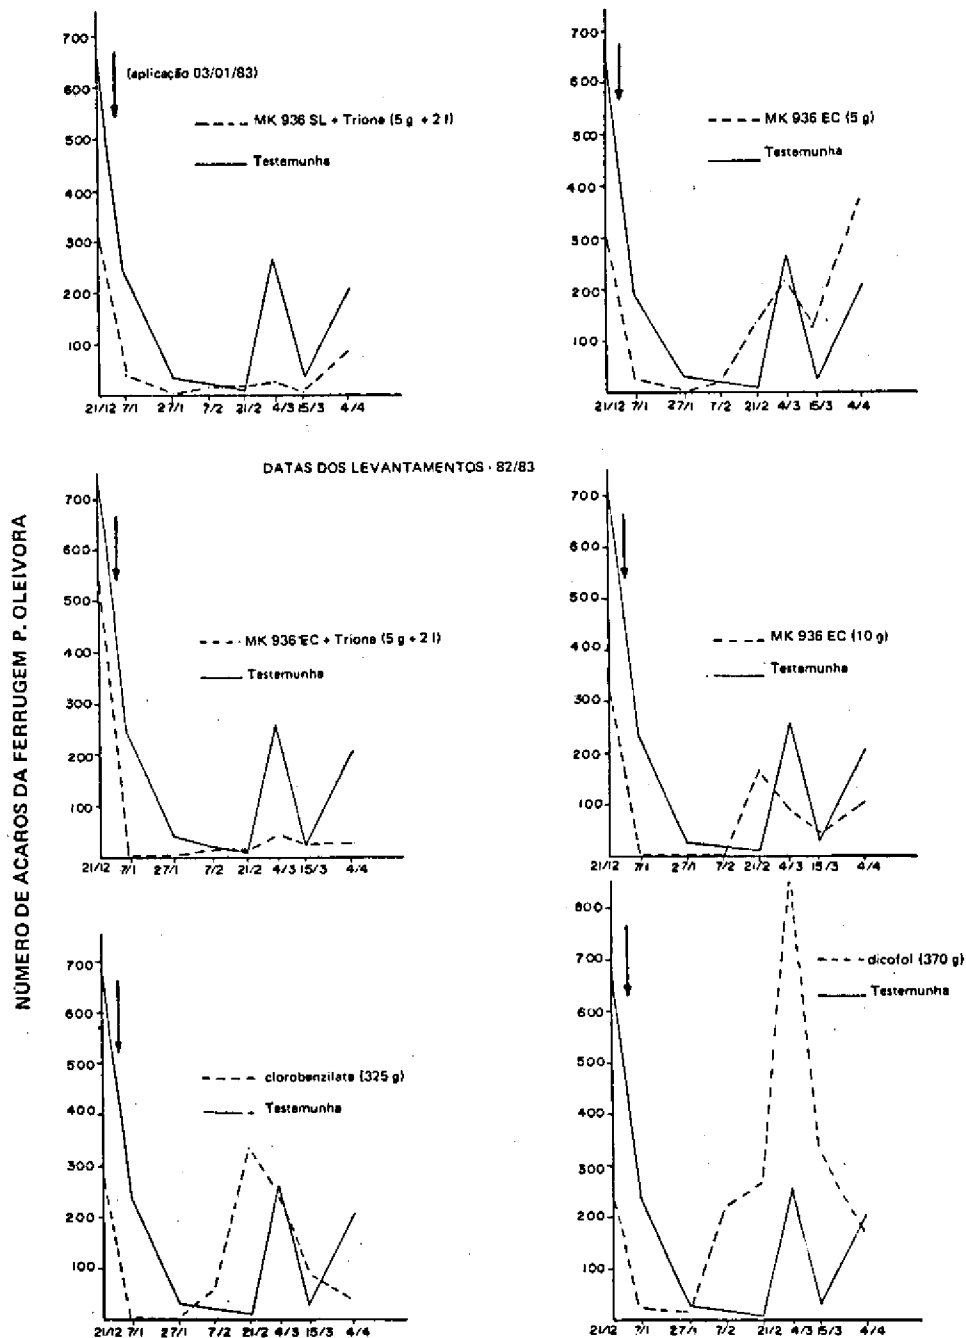 NÚMERO DE ÁCAROS DA FERRUGEM P. OLEIVORA
700
600
500
400
300
200
100
(aplicação 03/01/83)
MK 936 SL + Triona (5 g + 2 l)
Testemunha
21/12 7/1 27/1 7/2 21/2 4/3 15/3 4/4
700
600
500
400
300
200
100
MK 936 EC (5 g)
Testemunha
21/12 7/1 27/1 7/2 21/2 4/3 15/3 4/4
DATAS DOS LEVANTAMENTOS - 82/83
700
600
500
400
300
200
100
MK 936 EC + Triona (5 g + 2 l)
Testemunha
21/12 7/1 27/1 7/2 21/2 4/3 15/3 4/4
700
600
500
400
300
200
100
MK 936 EC (10 g)
Testemunha
21/12 7/1 27/1 7/2 21/2 4/3 15/3 4/4
700
600
500
400
300
200
100
clorobenzilate (325 g)
Testemunha
21/12 7/1 27/1 7/2 21/2 4/3 15/3 4/4
800
700
600
500
400
300
200
100
dicofol (370 g)
Testemunha
21/12 7/1 27/1 7/2 21/2 4/3 15/3 4/4